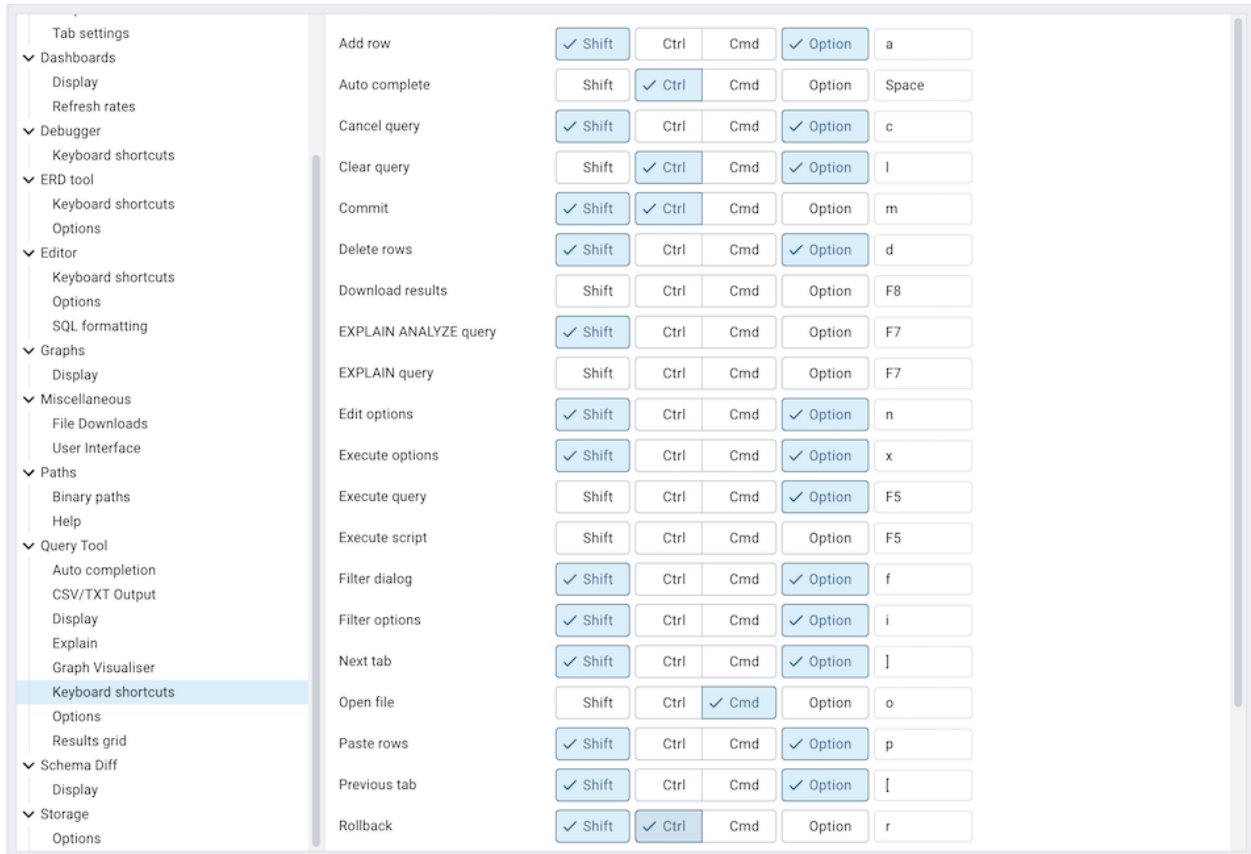 Tab settings
Dashboards
Display
Refresh rates
Debugger
Keyboard shortcuts
ERD tool
Keyboard shortcuts
Options
Editor
Keyboard shortcuts
Options
SQL formatting
Graphs
Display
Miscellaneous
File Downloads
User Interface
Paths
Binary paths
Help
Query Tool
Auto completion
CSV/TXT Output
Display
Explain
Graph Visualiser
Keyboard shortcuts
Options
Results grid
Schema Diff
Display
Storage
Options
Add row Shift Ctrl Cmd Option a
Auto complete Shift Ctrl Cmd Option Space
Cancel query Shift Ctrl Cmd Option c
Clear query Shift Ctrl Cmd Option l
Commit Shift Ctrl Cmd Option m
Delete rows Shift Ctrl Cmd Option d
Download results Shift Ctrl Cmd Option F8
EXPLAIN ANALYZE query Shift Ctrl Cmd Option F7
EXPLAIN query Shift Ctrl Cmd Option F7
Edit options Shift Ctrl Cmd Option n
Execute options Shift Ctrl Cmd Option x
Execute query Shift Ctrl Cmd Option F5
Execute script Shift Ctrl Cmd Option F5
Filter dialog Shift Ctrl Cmd Option f
Filter options Shift Ctrl Cmd Option i
Next tab Shift Ctrl Cmd Option ]
Open file Shift Ctrl Cmd Option o
Paste rows Shift Ctrl Cmd Option p
Previous tab Shift Ctrl Cmd Option [
Rollback Shift Ctrl Cmd Option r